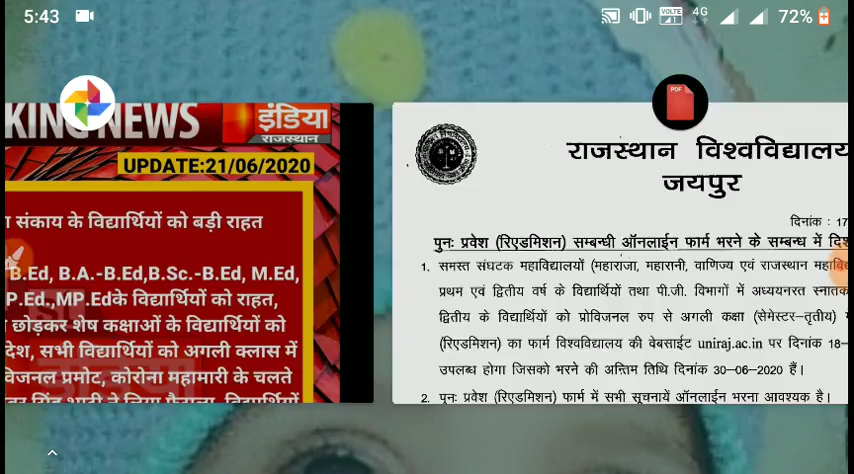 5:43
VOLTE
4G
72%
KING NEWS
इंडिया
राजस्थान
UPDATE:21/06/2020
संकाय के विद्यार्थियों को बड़ी राहत
B.Ed, B.A.-B.Ed,B.Sc.-B.Ed, M.Ed,
P.Ed.,MP.Edके विद्यार्थियों को राहत,
छोड़कर शेष कक्षाओं के विद्यार्थियों को
देश, सभी विद्यार्थियों को अगली क्लास में
विजनल प्रमोट, कोरोना महामारी के चलते
PDF
राजस्थान विश्वविद्यालय
जयपुर
दिनांक : 17
पुनः प्रवेश (रिएडमिशन) सम्बन्धी ऑनलाईन फार्म भरने के सम्बन्ध में दिश
1. समस्त संघटक महाविद्यालयों (महाराजा, महारानी, वाणिज्य एवं राजस्थान महावि
प्रथम एवं द्वितीय वर्ष के विद्यार्थियों तथा पी.जी. विभागों में अध्ययनरत स्नातक
द्वितीय के विद्यार्थियों को प्रोविजनल रुप से अगली कक्षा (सेमेस्टर–तृतीय)
(रिएडमिशन) का फार्म विश्वविद्यालय की वेबसाईट uniraj.ac.in पर दिनांक 18–
उपलब्ध होगा जिसको भरने की अन्तिम तिथि दिनांक 30-06-2020 हैं।
2. पुनः प्रवेश (रिएडमिशन) फार्म में सभी सूचनायें ऑनलाईन भरना आवश्यक है।